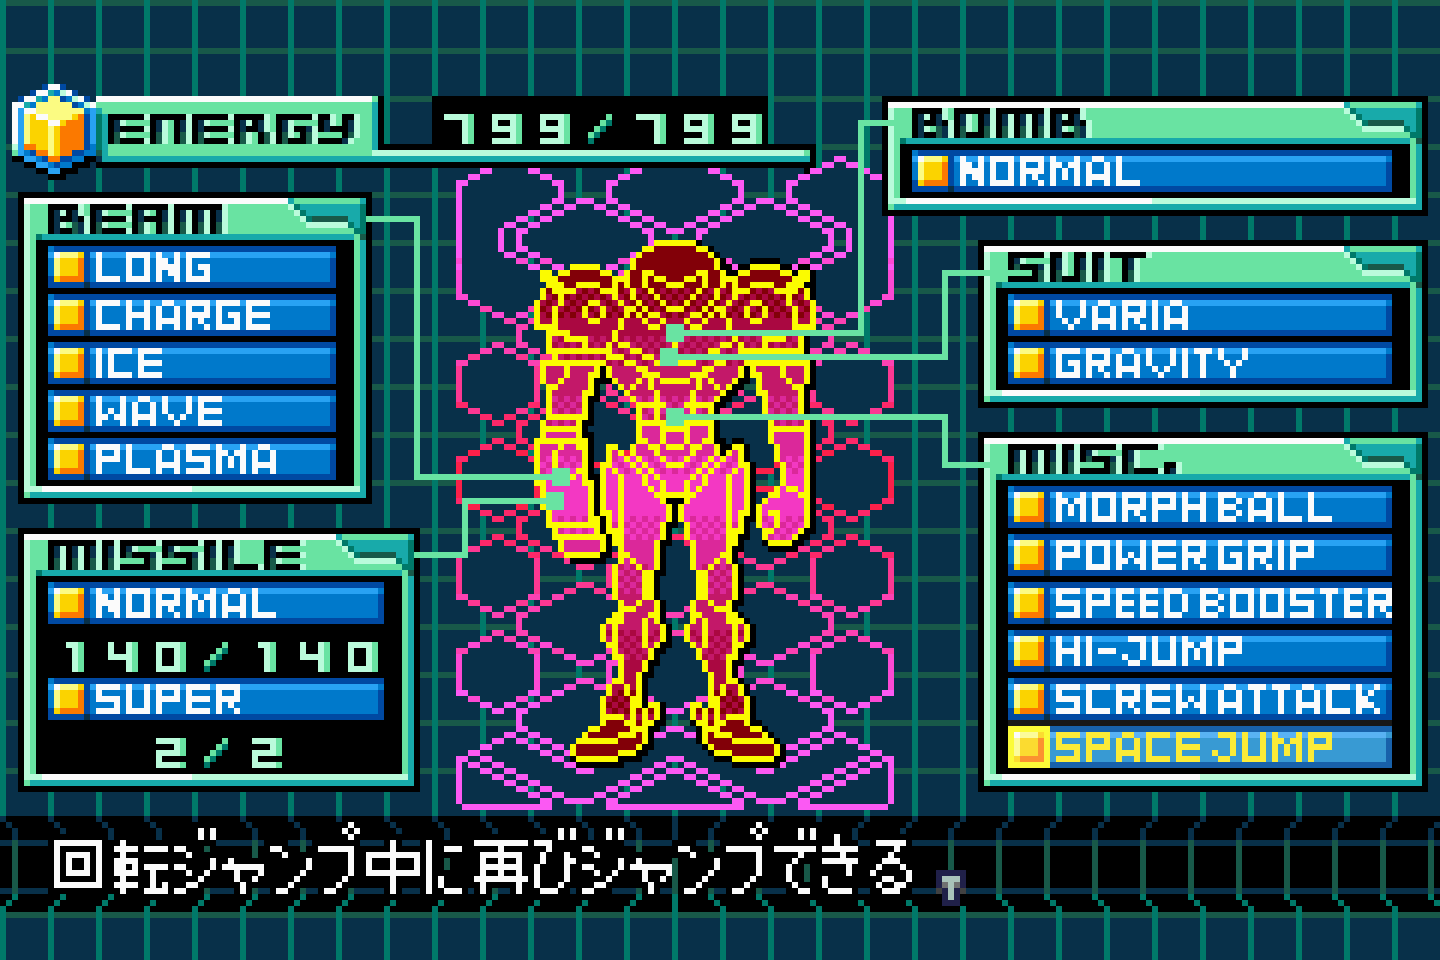 ENERGY 799/799
BEAM
LONG
CHARGE
ICE
WAVE
PLASMA
MISSILE
NORMAL
140/140
SUPER
2/2
BOMB
NORMAL
SUIT
VARIA
GRAVITY
MISC.
MORPH BALL
POWER GRIP
SPEED BOOSTER
HI-JUMP
SCREW ATTACK
SPACE JUMP
回転ジャンプ中に再びジャンプできる